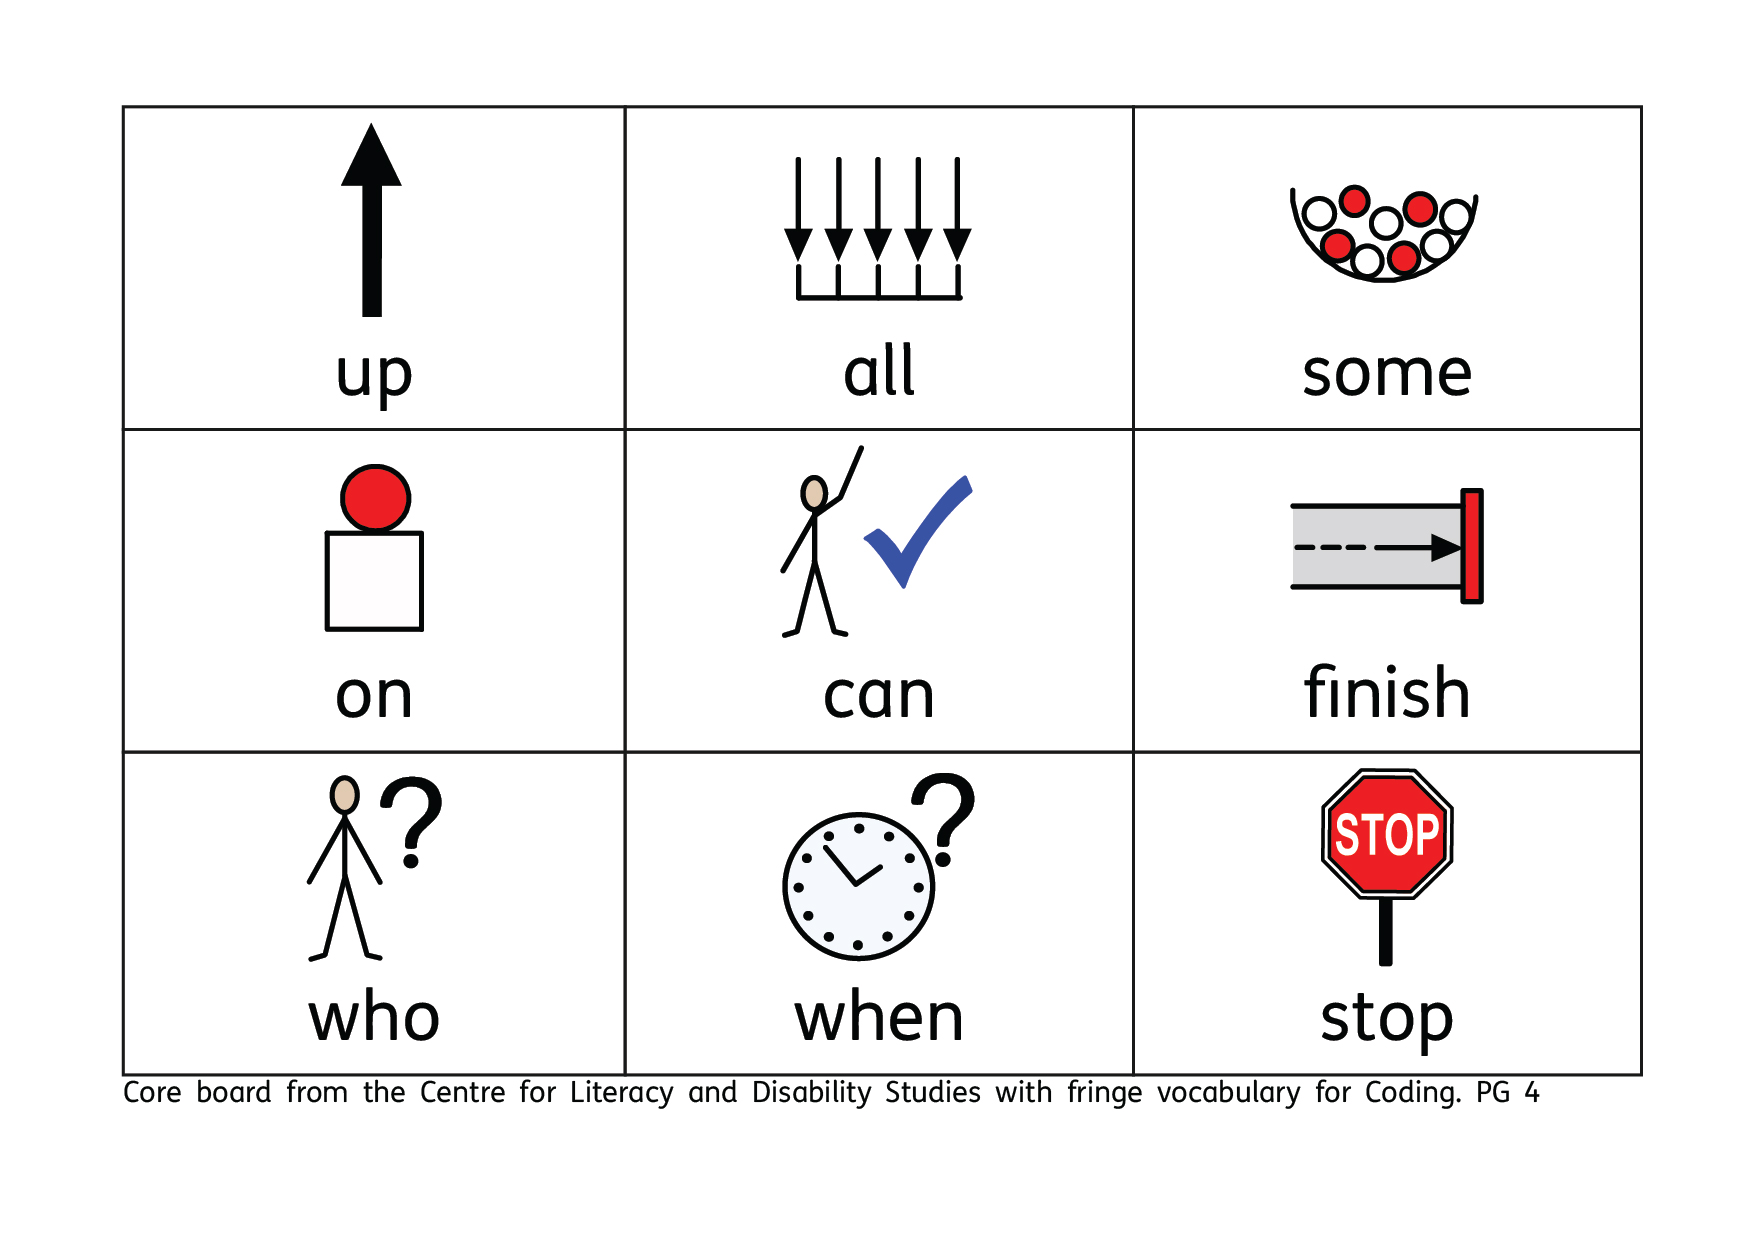 up
all
some
on
can
finish
?
who
?
when
STOP
stop
Core board from the Centre for Literacy and Disability Studies with fringe vocabulary for Coding. PG 4